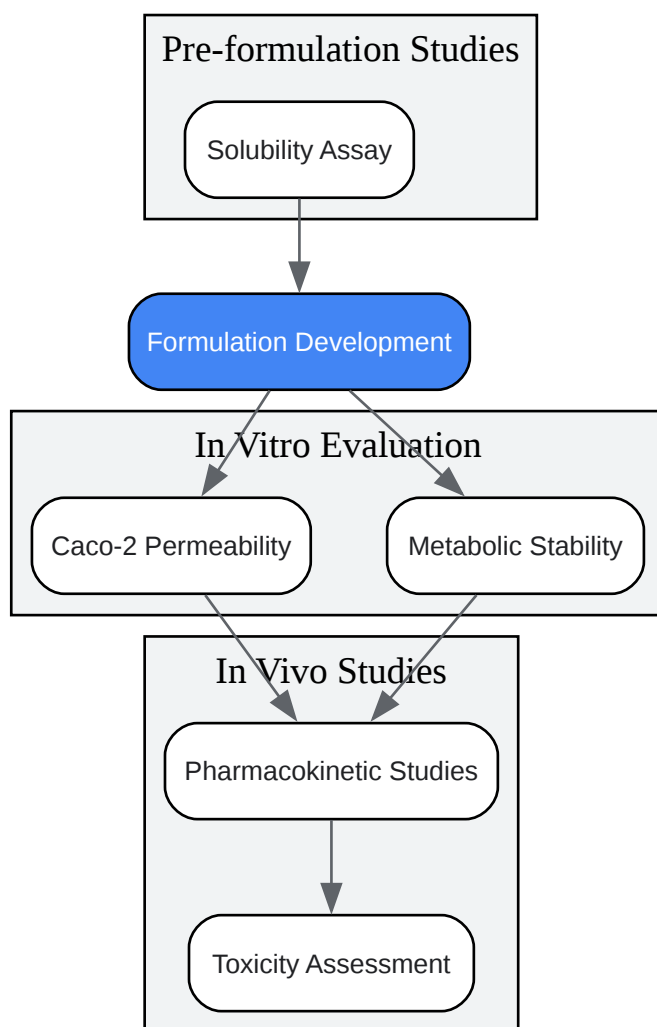 Pre-formulation Studies
Solubility Assay
Formulation Development
In Vitro Evaluation
Caco-2 Permeability
Metabolic Stability
In Vivo Studies
Pharmacokinetic Studies
Toxicity Assessment